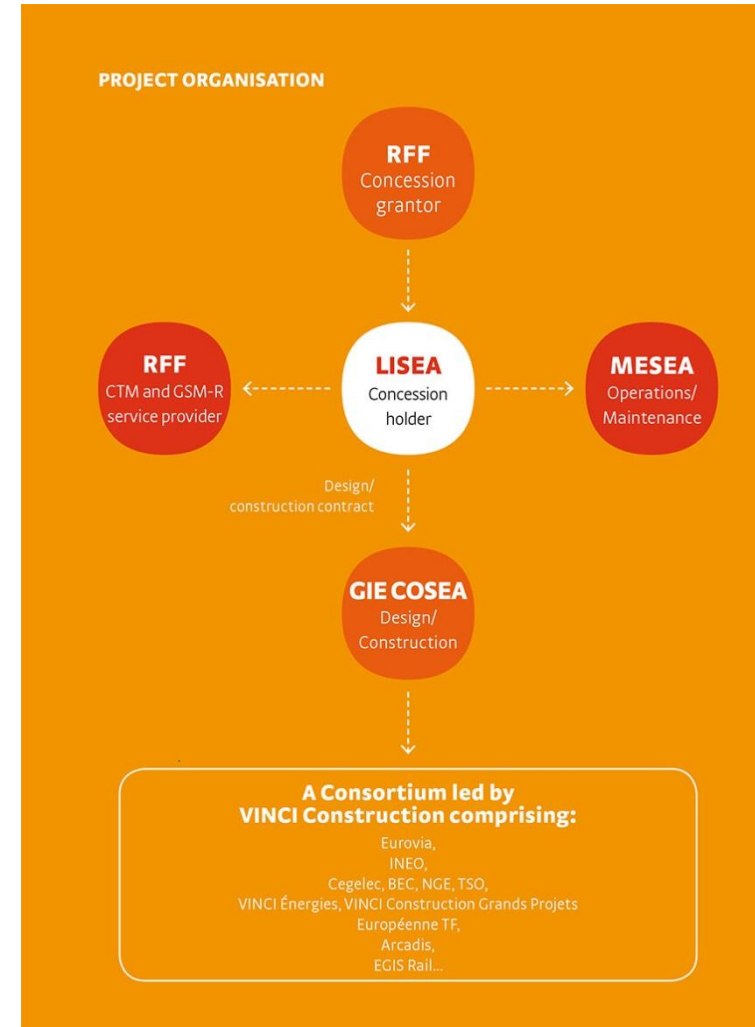 PROJECT ORGANISATION
RFF
Concession
grantor
RFF
CTM and GSM-R
service provider
LISEA
Concession
holder
MESEA
Operations/
Maintenance
Design/
construction contract
GIE COSEA
Design/
Construction
A Consortium led by
VINCI Construction comprising:
Eurovia,
INEO,
Cegelec, BEC, NGE, TSO,
VINCI Énergies, VINCI Construction Grands Projets
Européenne TF,
Arcadis,
EGIS Rail...